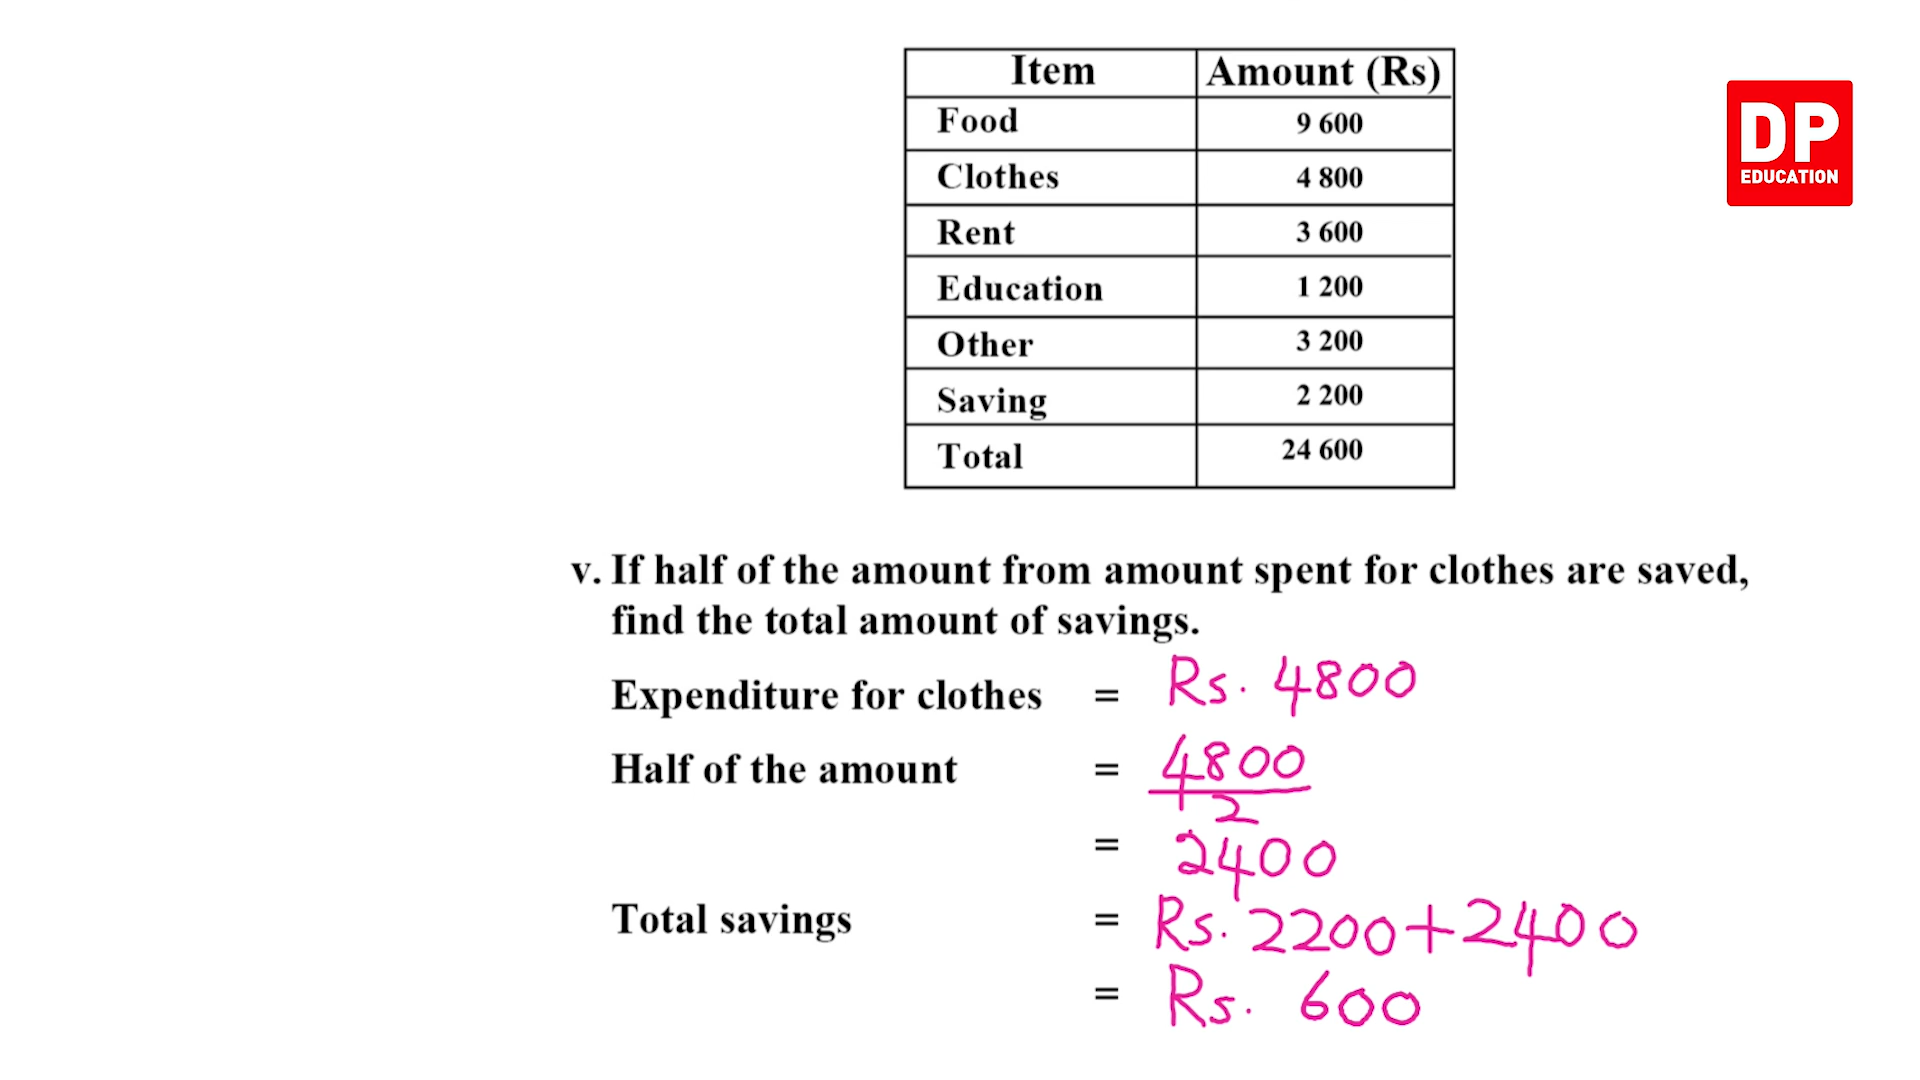 Item Amount (Rs)
Food 9 600
Clothes 4 800
Rent 3 600
Education 1 200
Other 3 200
Saving 2 200
Total 24 600
DP
EDUCATION
v. If half of the amount from amount spent for clothes are saved,
find the total amount of savings.
Expenditure for clothes = Rs. 4800
Half of the amount = 4800
2
= 2400
Total savings = Rs. 2200+2400
= Rs. 600